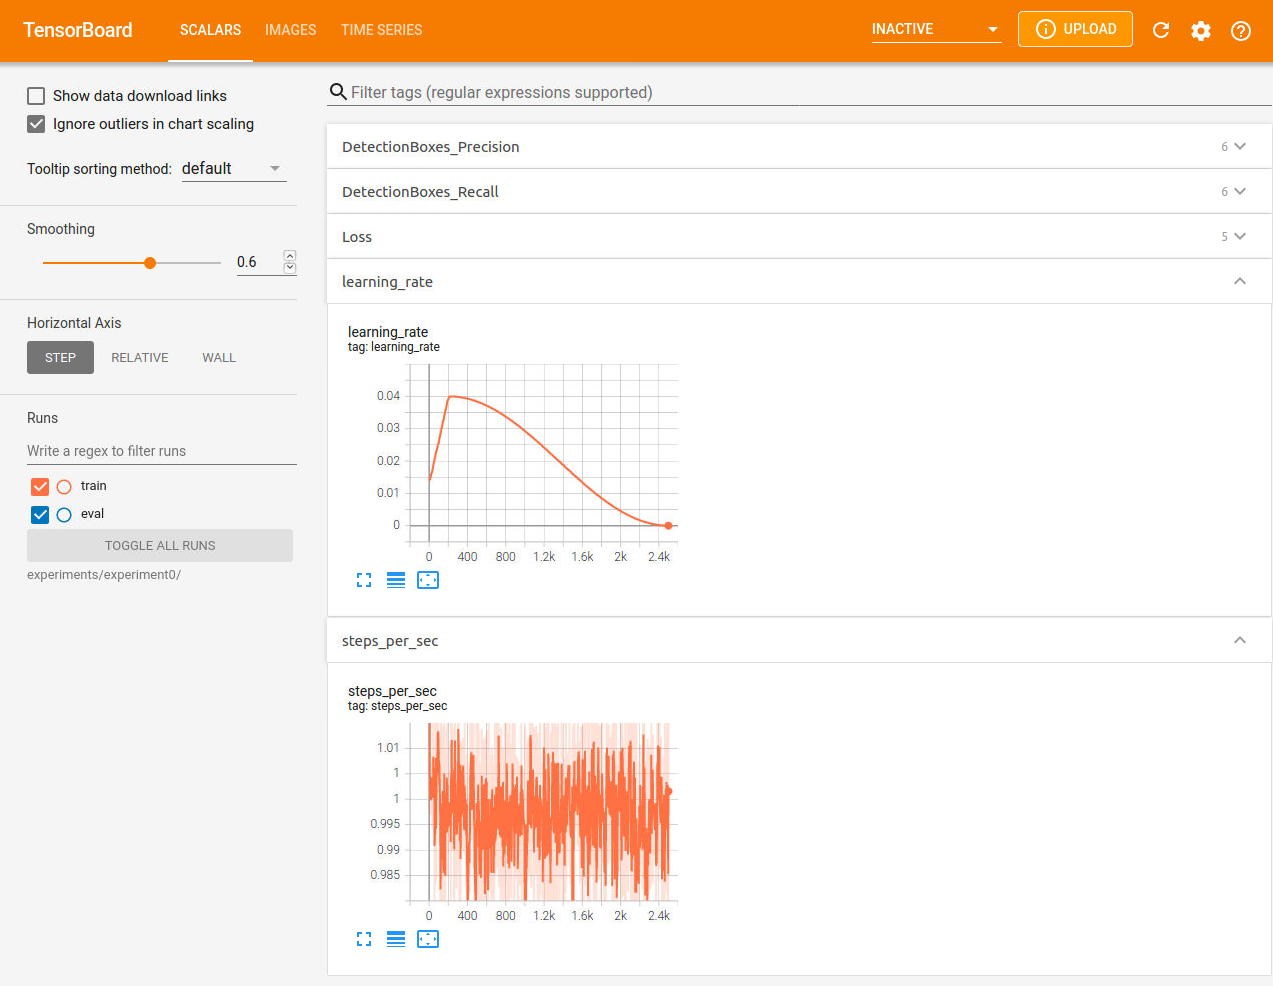 TensorBoard SCALARS IMAGES TIME SERIES INACTIVE UPLOAD
Show data download links
Ignore outliers in chart scaling
Tooltip sorting method: default
Smoothing
0.6
Horizontal Axis
STEP RELATIVE WALL
Runs
Write a regex to filter runs
train
eval
TOGGLE ALL RUNS
experiments/experiment0/
Filter tags (regular expressions supported)
DetectionBoxes_Precision 6
DetectionBoxes_Recall 6
Loss 5
learning_rate
learning_rate
tag: learning_rate
0.04
0.03
0.02
0.01
0
0 400 800 1.2k 1.6k 2k 2.4k
steps_per_sec
steps_per_sec
tag: steps_per_sec
1.01
1
1
0.995
0.99
0.985
0 400 800 1.2k 1.6k 2k 2.4k